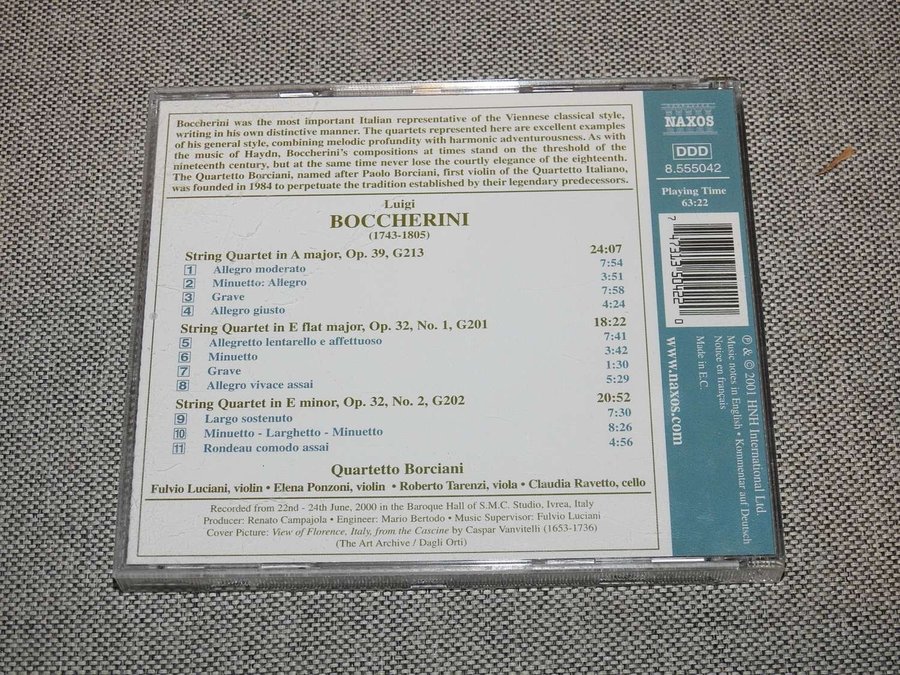 Boccherini was the most important Italian representative of the Viennese classical style,
writing in his own distinctive manner. The quartets represented here are excellent examples
of his general style, combining melodic profundity with harmonic adventurousness. As with
the music of Haydn, Boccherini's compositions at times stand on the threshold of the
nineteenth century, but at the same time never lose the courtly elegance of the eighteenth.
The Quartetto Borciani, named after Paolo Borciani, first violin of the Quartetto Italiano,
was founded in 1984 to perpetuate the tradition established by their legendary predecessors.
Luigi
BOCCHERINI
(1743-1805)
String Quartet in A major, Op. 39, G213 24:07
1 Allegro moderato 7:54
2 Minuetto: Allegro 3:51
3 Grave 7:58
4 Allegro giusto 4:24
String Quartet in E flat major, Op. 32, No. 1, G201 18:22
5 Allegretto lentarello e affettuoso 7:41
6 Minuetto 3:42
7 Grave 1:30
8 Allegro vivace assai 5:29
String Quartet in E minor, Op. 32, No. 2, G202 20:52
9 Largo sostenuto 7:30
10 Minuetto - Larghetto - Minuetto 8:26
11 Rondeau comodo assai 4:56
Quartetto Borciani
Fulvio Luciani, violin • Elena Ponzoni, violin • Roberto Tarenzi, viola • Claudia Ravetto, cello
Recorded from 22nd - 24th June, 2000 in the Baroque Hall of S.M.C. Studio, Ivrea, Italy
Producer: Renato Campajola • Engineer: Mario Bertodo • Music Supervisor: Fulvio Luciani
Cover Picture: View of Florence, Italy, from the Cascine by Caspar Vanvitelli (1653-1736)
(The Art Archive / Dagli Orti)
NAXOS
DDD
8.555042
Playing Time
63:22
7 47313 50422 0
℗ & © 2001 HNH International Ltd.
Music notes in English • Kommentar auf Deutsch
Notice en français
Made in E.C.
www.naxos.com